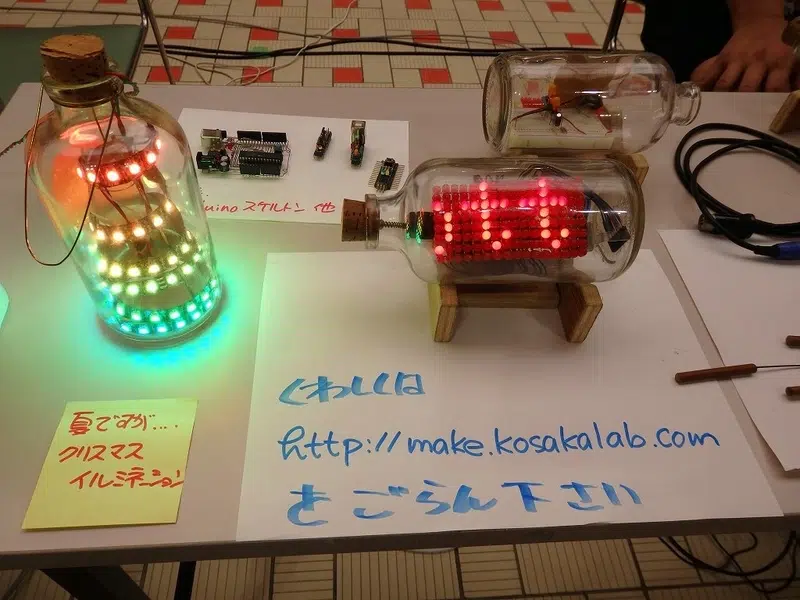 uino スケルトン 他
くわしくは
http://make.kosakalab.com
をごらん下さい
夏ですが....
クリスマス
イルミネーション